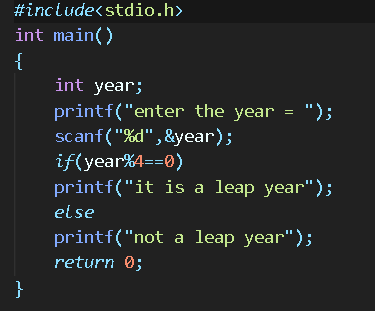 #include<stdio.h>
int main()
{
    int year;
    printf("enter the year = ");
    scanf("%d",&year);
    if(year%4==0)
    printf("it is a leap year");
    else
    printf("not a leap year");
    return 0;
}